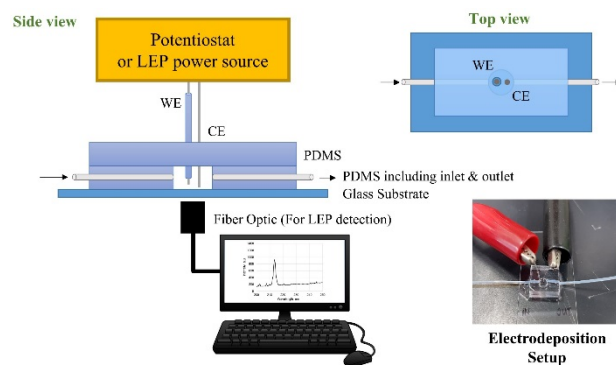 Side view
Top view
Potentiostat
or LEP power source
WE
CE
WE
CE
PDMS
PDMS including inlet & outlet
Glass Substrate
Fiber Optic (For LEP detection)
Electrodeposition
Setup